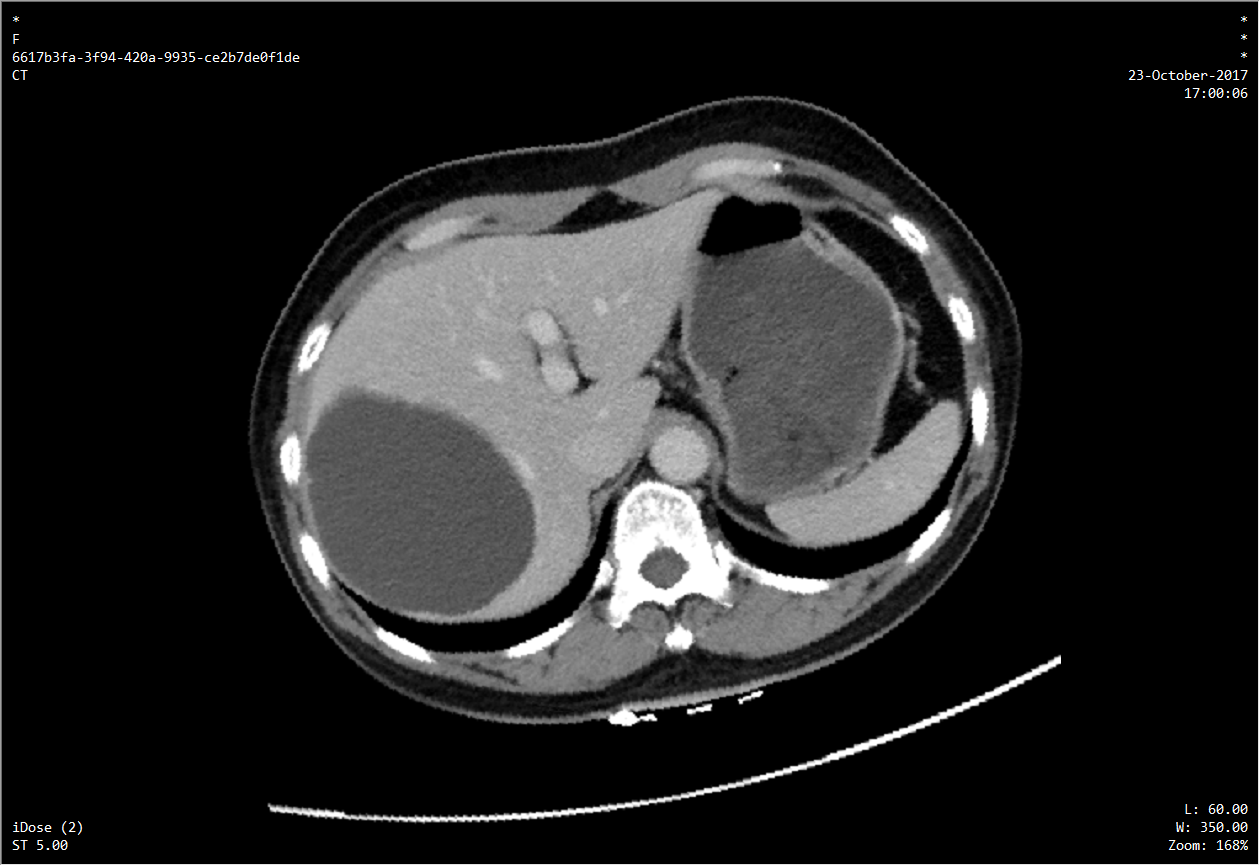 *
F
6617b3fa-3f94-420a-9935-ce2b7de0f1de
CT
*
*
*
23-October-2017
17:00:06
iDose (2)
ST 5.00
L: 60.00
W: 350.00
Zoom: 168%